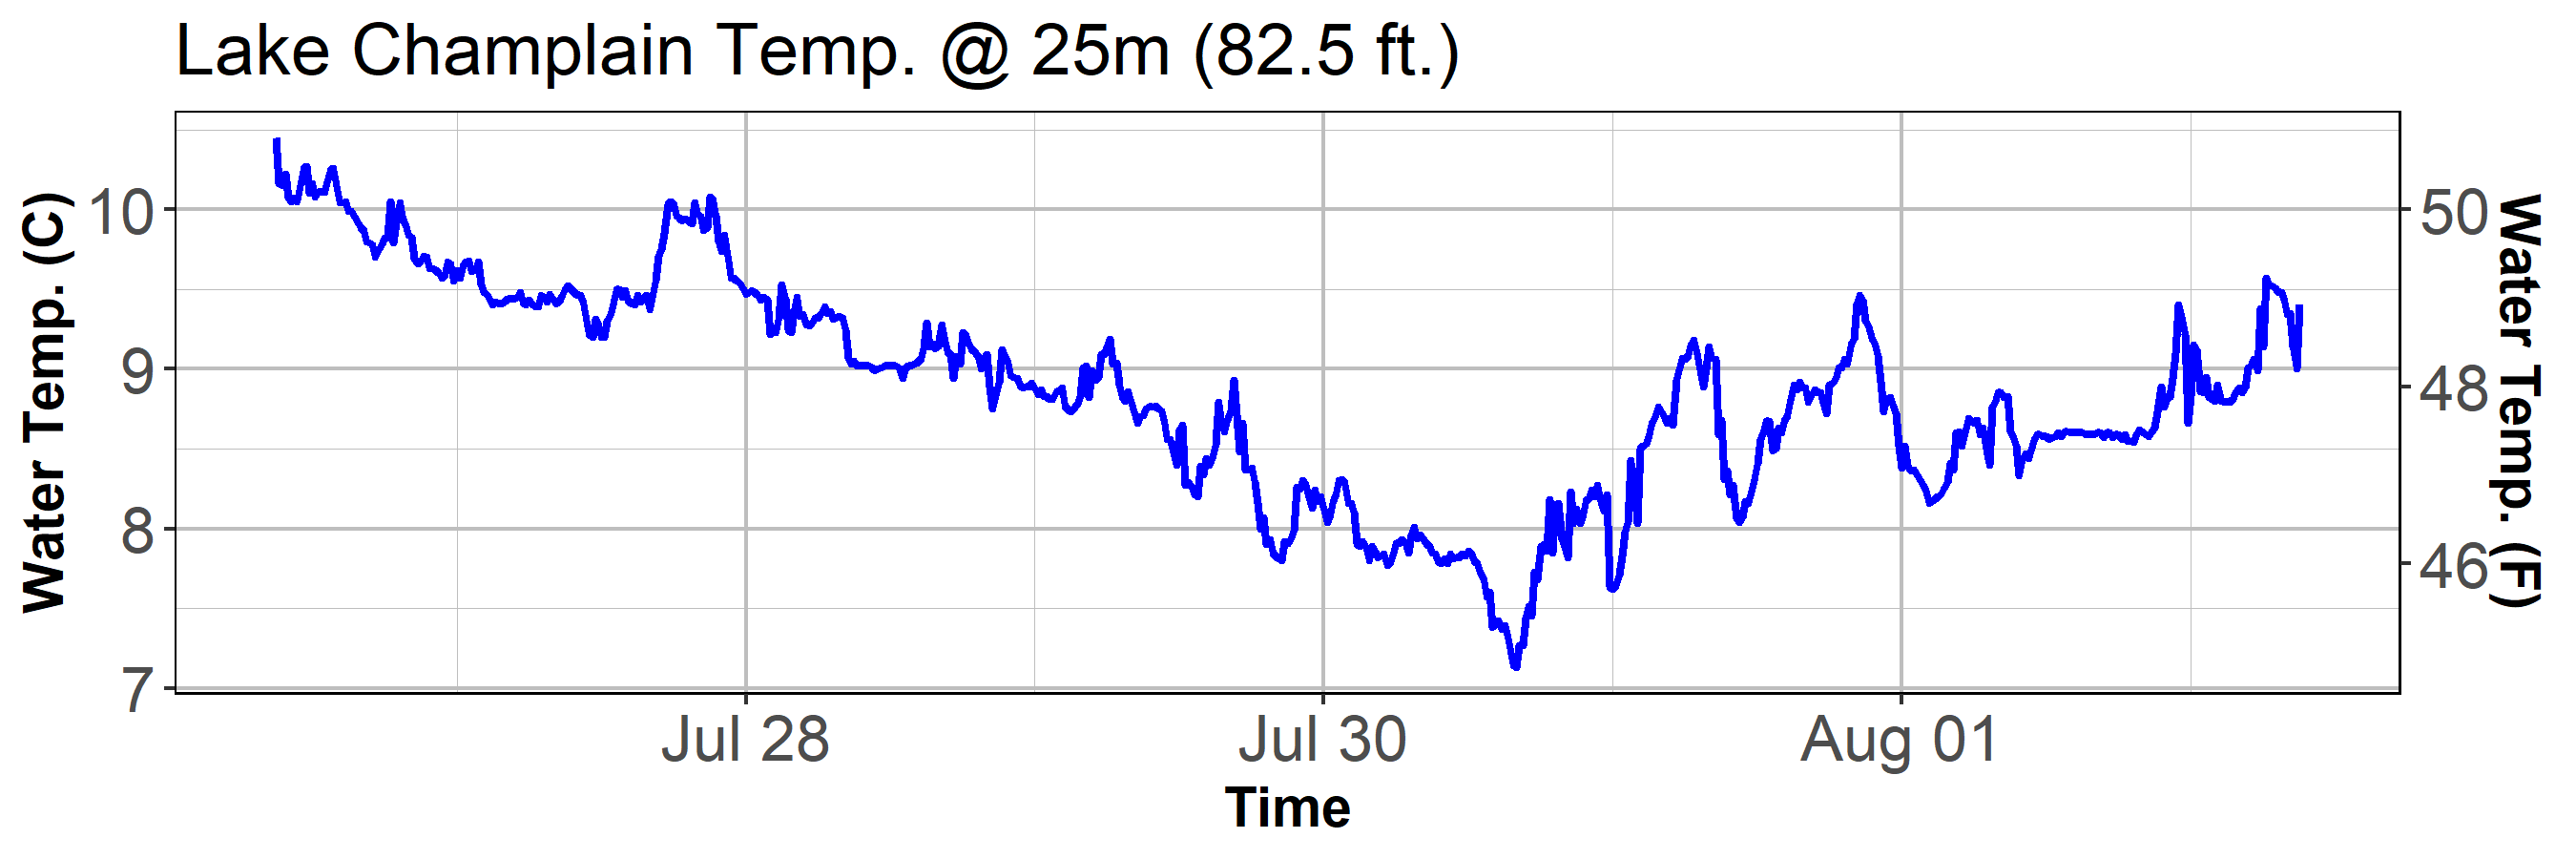 Lake Champlain Temp. @ 25m (82.5 ft.)
Water Temp. (C)
10
9
8
7
50
48
46
Water Temp. (F)
Jul 28
Jul 30
Aug 01
Time